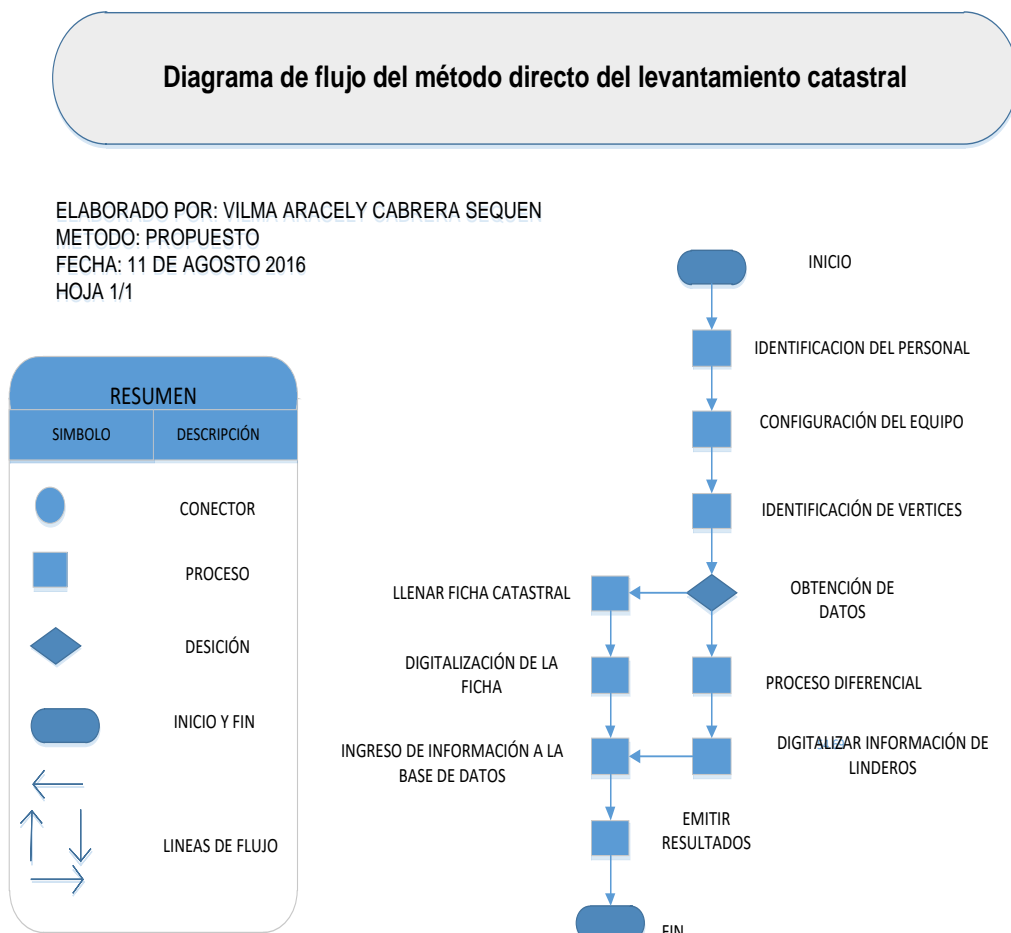 Diagrama de flujo del método directo del levantamiento catastral
ELABORADO POR: VILMA ARACELY CABRERA SEQUEN
METODO: PROPUESTO
FECHA: 11 DE AGOSTO 2016
HOJA 1/1
RESUMEN
SIMBOLO
DESCRIPCIÓN
CONECTOR
PROCESO
DESICIÓN
INICIO Y FIN
LINEAS DE FLUJO
INICIO
IDENTIFICACION DEL PERSONAL
CONFIGURACIÓN DEL EQUIPO
IDENTIFICACIÓN DE VERTICES
OBTENCIÓN DE
DATOS
LLENAR FICHA CATASTRAL
DIGITALIZACIÓN DE LA
FICHA
PROCESO DIFERENCIAL
INGRESO DE INFORMACIÓN A LA
BASE DE DATOS
DIGITALIZAR INFORMACIÓN DE
LINDEROS
EMITIR
RESULTADOS
FIN